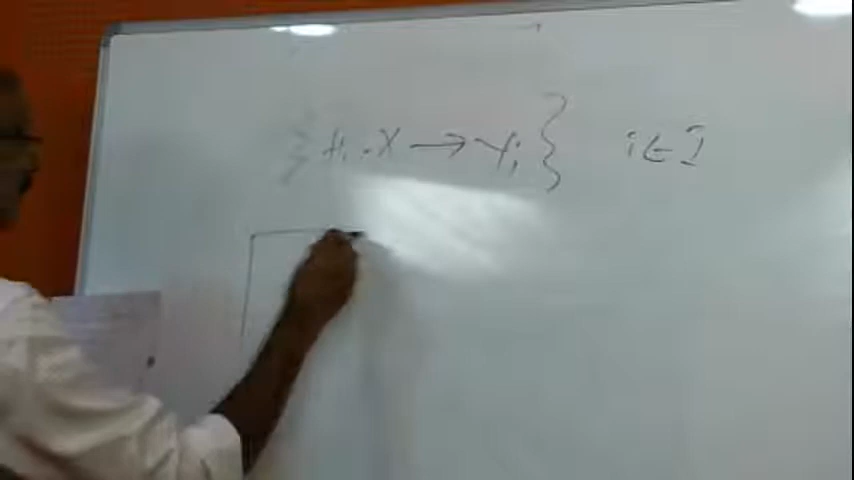 { fᵢ : X → Yᵢ } i ∈ I